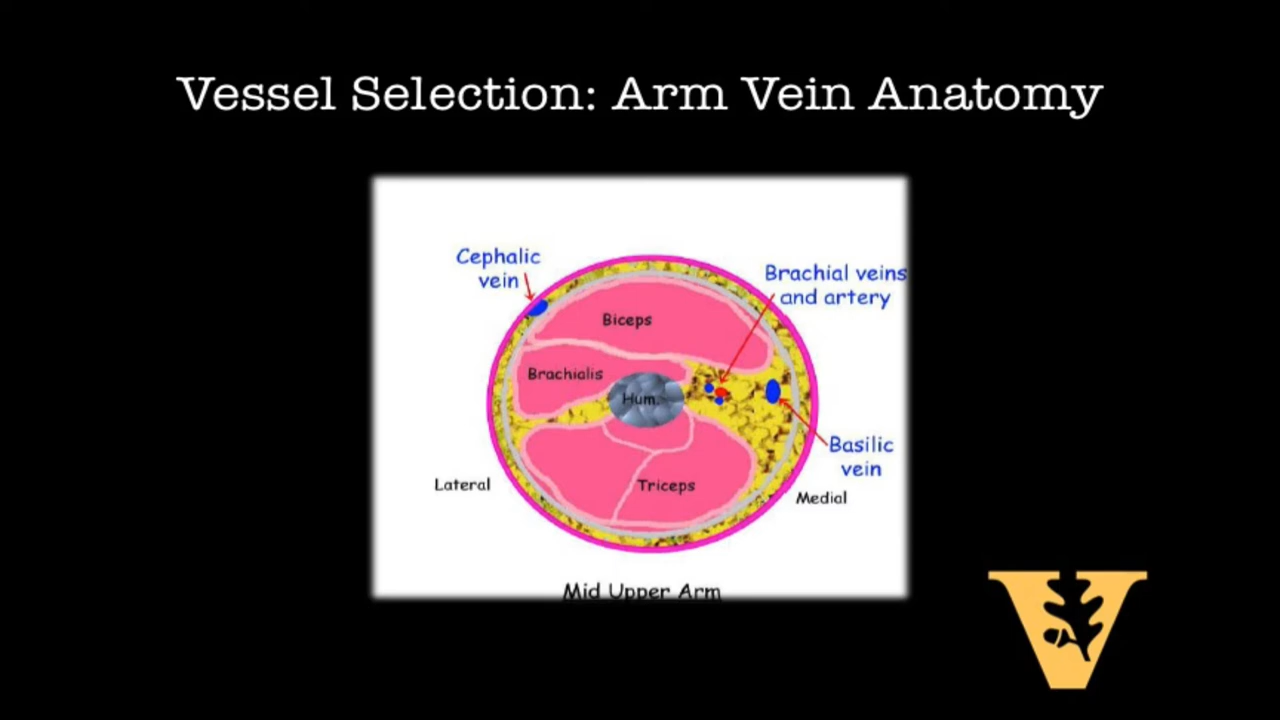 Vessel Selection: Arm Vein Anatomy
Cephalic
vein
Brachial veins
and artery
Biceps
Brachialis
Hum.
Basilic
vein
Lateral
Triceps
Medial
Mid Upper Arm
V